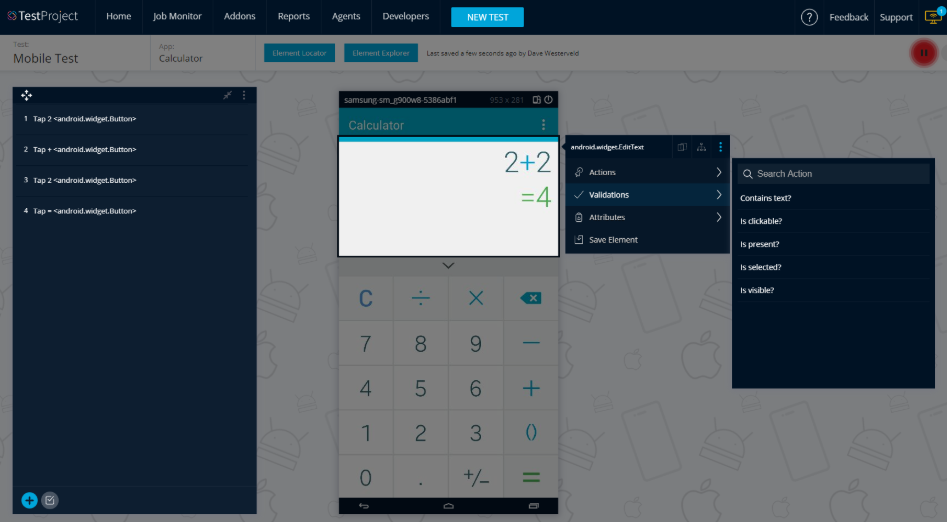 TestProject Home Job Monitor Addons Reports Agents Developers NEW TEST ? Feedback Support 1
Test: App:
Mobile Test Calculator Element Locator Element Explorer Last saved a few seconds ago by Dave Westerveld
1 Tap 2 <android.widget.Button>
2 Tap + <android.widget.Button>
3 Tap 2 <android.widget.Button>
4 Tap = <android.widget.Button>
samsung-sm_g900w8-5386abf1 953 x 281
Calculator
2+2
=4
C ÷ ×
7 8 9 −
4 5 6 +
1 2 3 ()
0 . +/− =
android.widget.EditText
Actions
Validations
Attributes
Save Element
Search Action
Contains text?
Is clickable?
Is present?
Is selected?
Is visible?